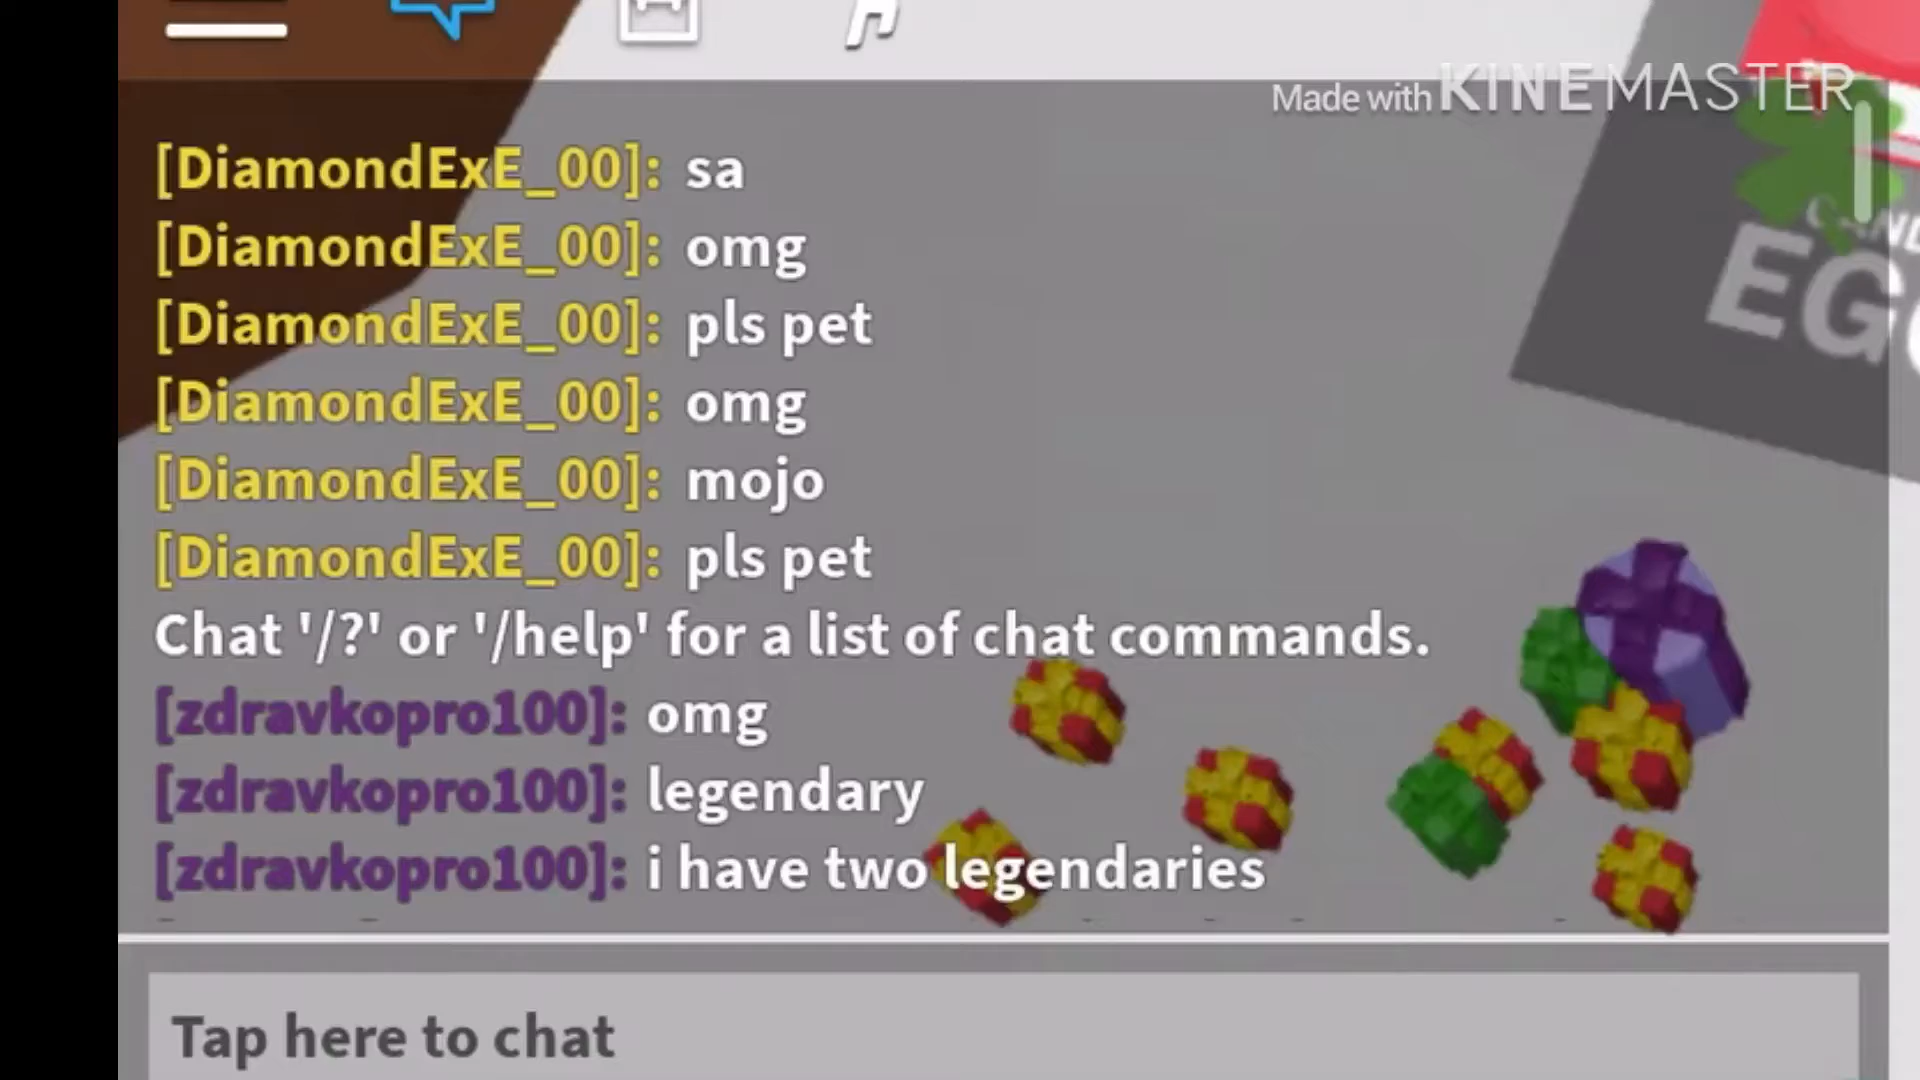 Made with KINEMASTER
[DiamondExE_00]: sa
[DiamondExE_00]: omg
[DiamondExE_00]: pls pet
[DiamondExE_00]: omg
[DiamondExE_00]: mojo
[DiamondExE_00]: pls pet
Chat '/?' or '/help' for a list of chat commands.
[zdravkopro100]: omg
[zdravkopro100]: legendary
[zdravkopro100]: i have two legendaries
Tap here to chat